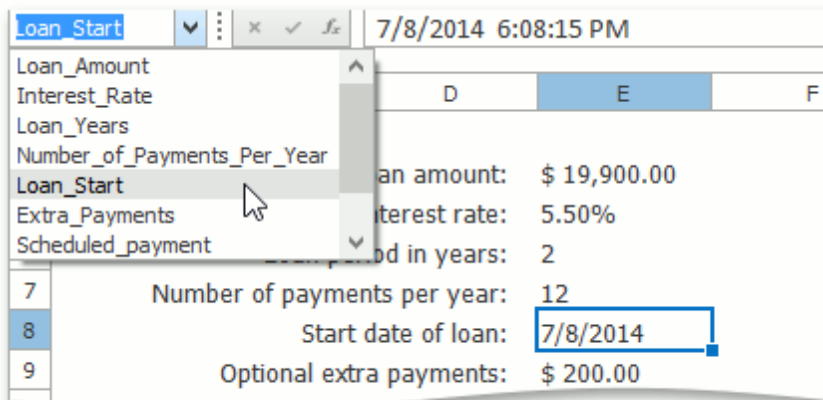 Loan_Start fx 7/8/2014 6:08:15 PM
Loan_Amount
Interest_Rate
Loan_Years
Number_of_Payments_Per_Year
Loan_Start
Extra_Payments
Scheduled_payment
D E F
an amount: $ 19,900.00
terest rate: 5.50%
in years: 2
7 Number of payments per year: 12
8 Start date of loan: 7/8/2014
9 Optional extra payments: $ 200.00